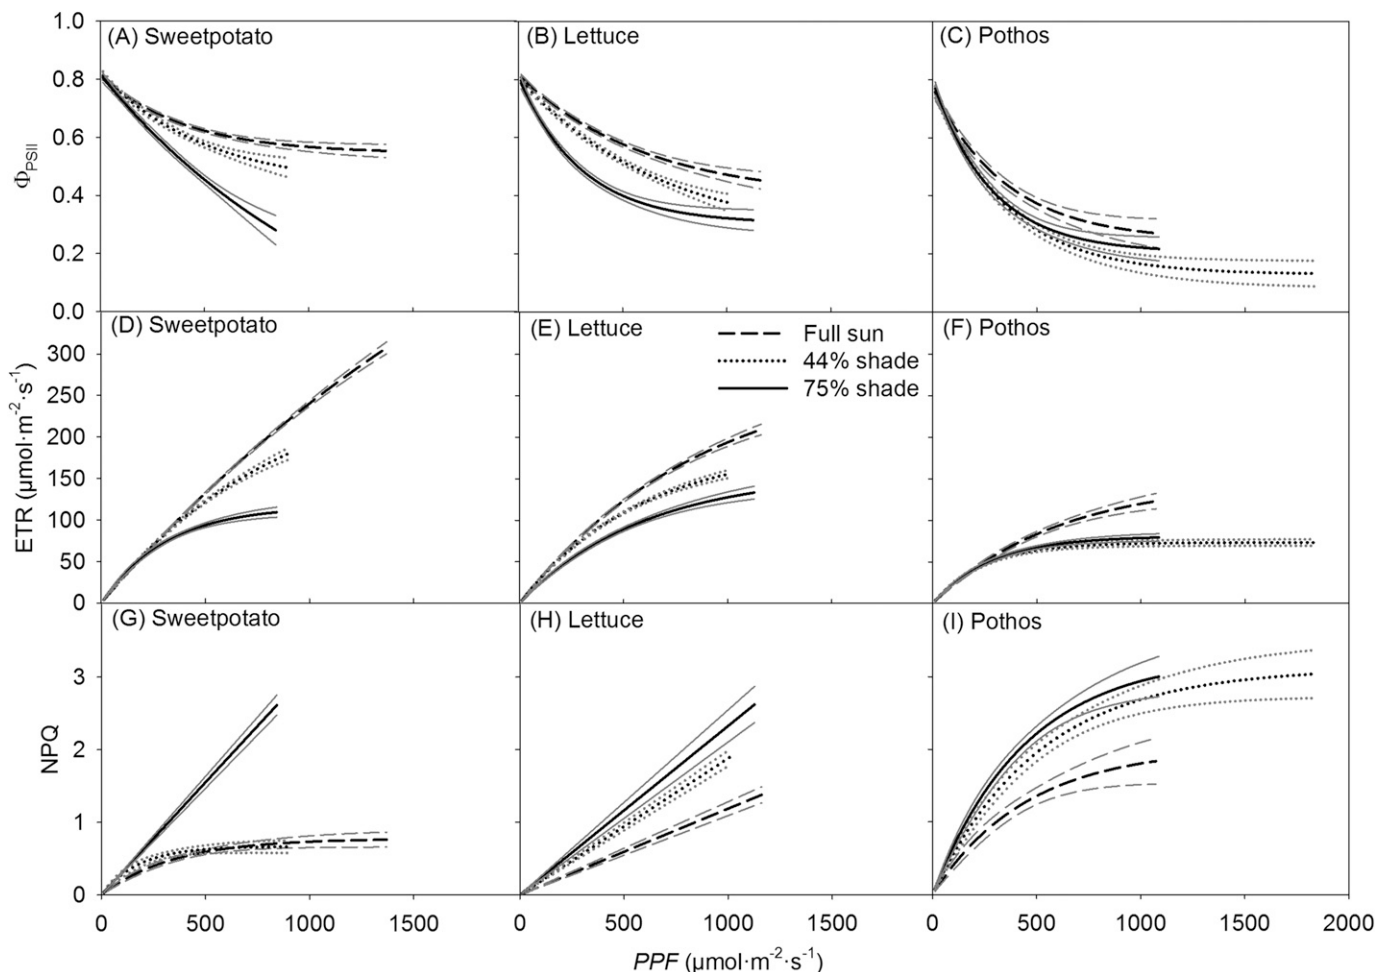 (A) Sweetpotato
(B) Lettuce
(C) Pothos
1.0
0.8
0.6
0.4
0.2
0.0
ΦPSII
(D) Sweetpotato
(E) Lettuce
(F) Pothos
Full sun
44% shade
75% shade
300
250
200
150
100
50
0
ETR (µmol·m-2·s-1)
(G) Sweetpotato
(H) Lettuce
(I) Pothos
3
2
1
0
NPQ
0 500 1000 1500 0 500 1000 1500 0 500 1000 1500 2000
PPF (µmol·m-2·s-1)